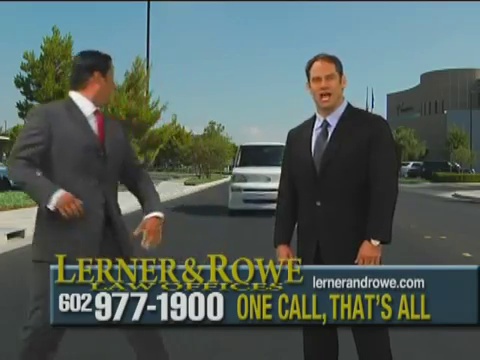 LERNER&ROWE
LAW OFFICES
lernerandrowe.com
602 977-1900 ONE CALL, THAT'S ALL